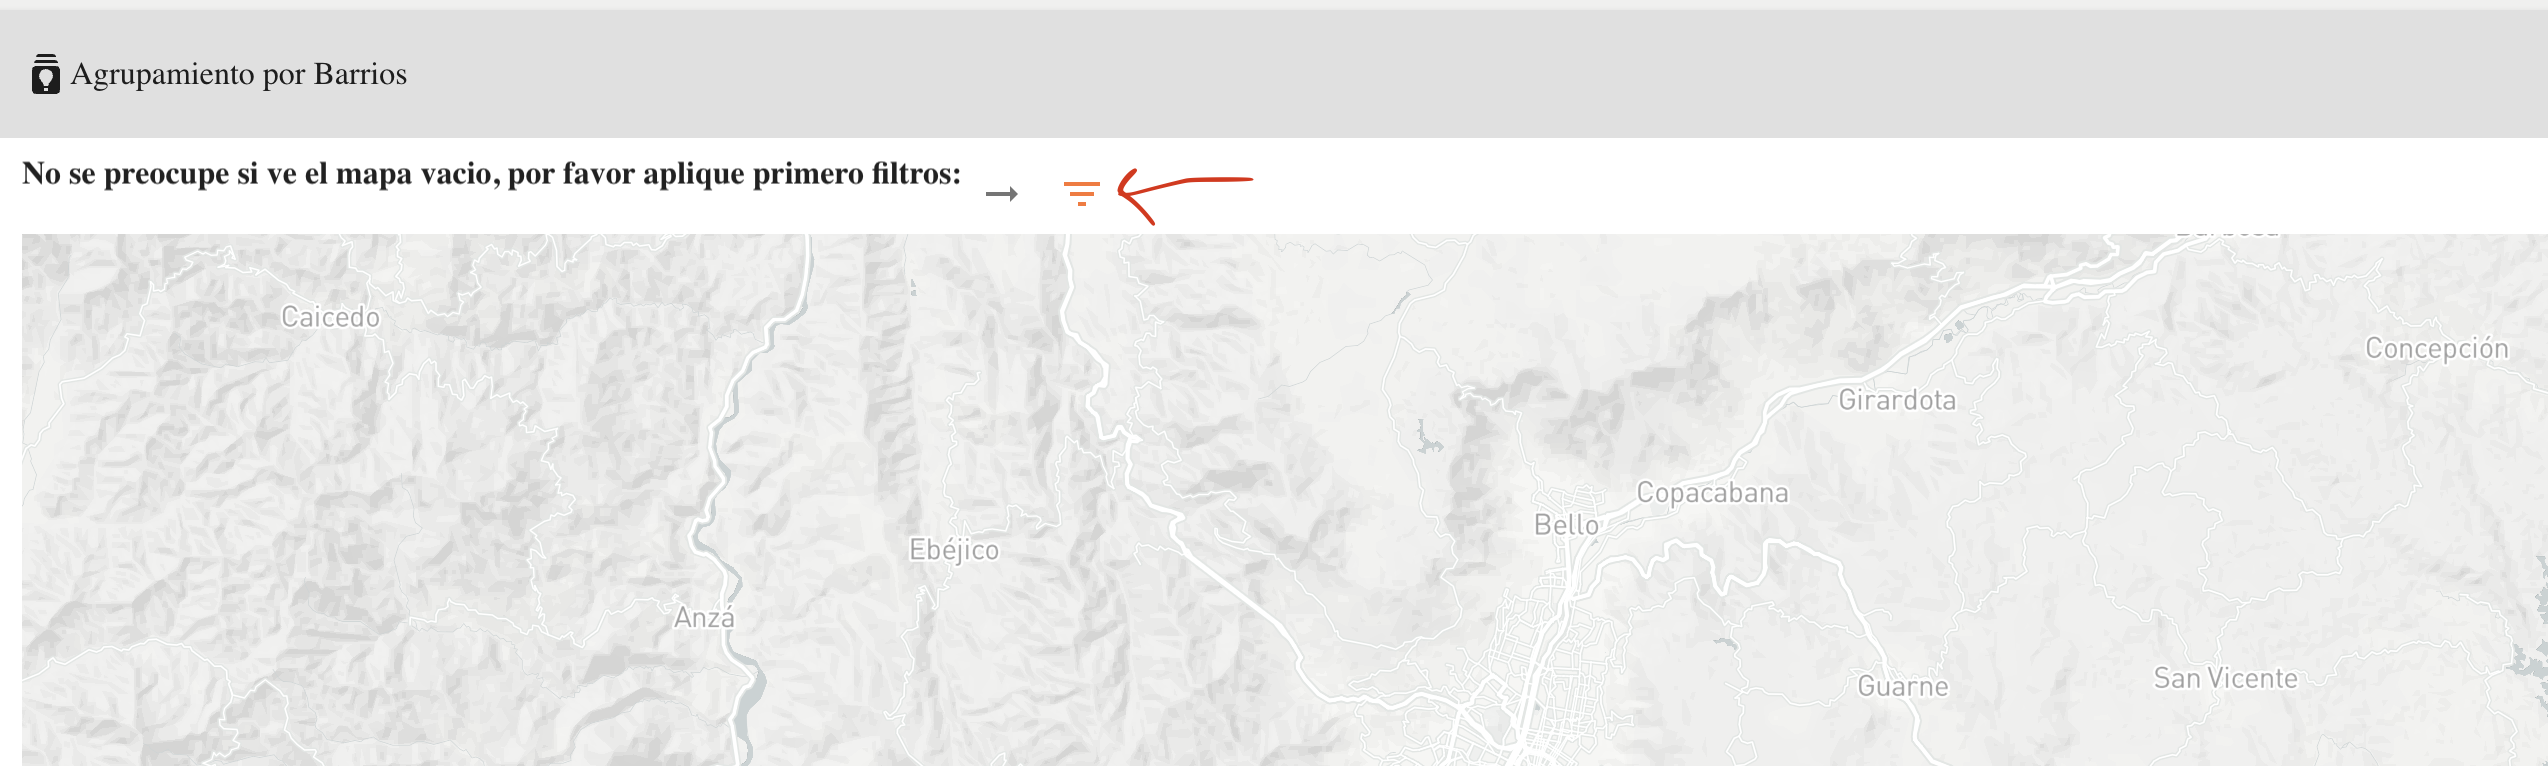 Agrupamiento por Barrios
No se preocupe si ve el mapa vacio, por favor aplique primero filtros:
Caicedo
Concepción
Girardota
Copacabana
Bello
Ebéjico
Anzá
San Vicente
Guarne